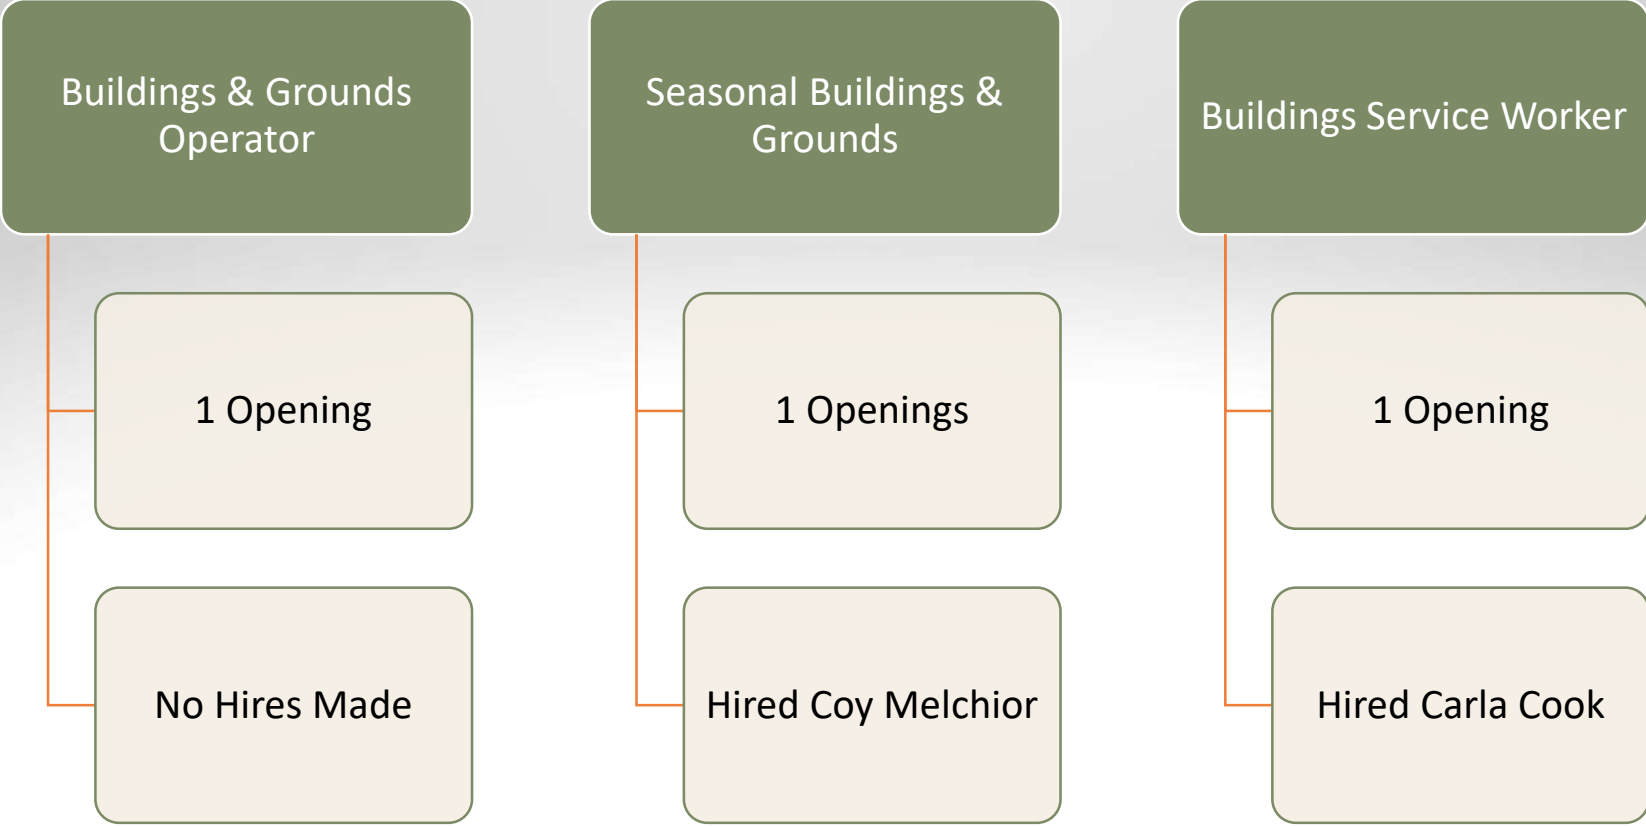 Buildings & Grounds
Operator
1 Opening
No Hires Made
Seasonal Buildings &
Grounds
1 Openings
Hired Coy Melchior
Buildings Service Worker
1 Opening
Hired Carla Cook